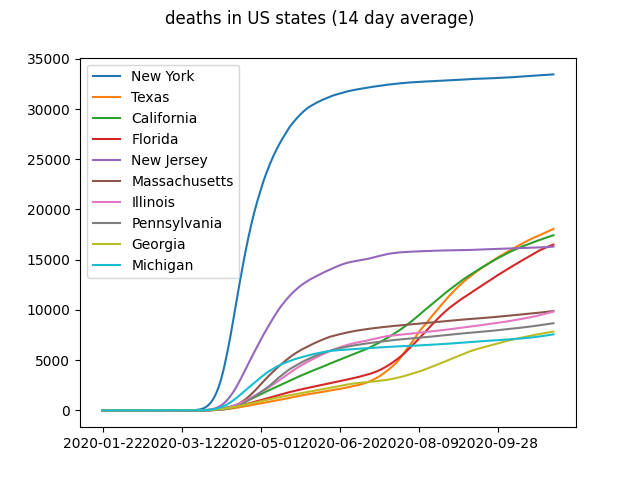 deaths in US states (14 day average)
35000
30000
25000
20000
15000
10000
5000
0
New York
Texas
California
Florida
New Jersey
Massachusetts
Illinois
Pennsylvania
Georgia
Michigan
2020-01-22 2020-03-12 2020-05-01 2020-06-20 2020-08-09 2020-09-28